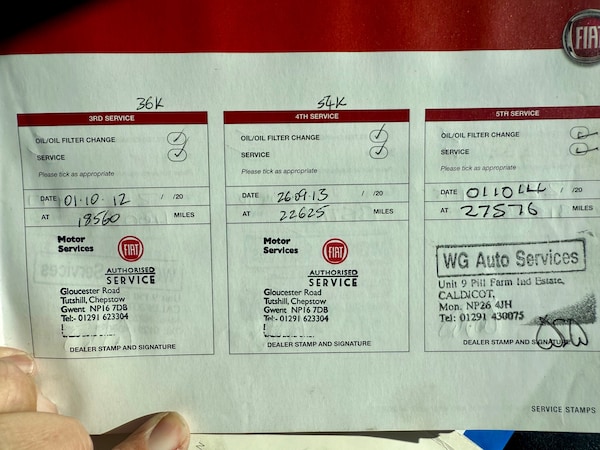 FIAT
36K
3RD SERVICE
OIL/OIL FILTER CHANGE ✓
SERVICE ✓
Please tick as appropriate
DATE 01·10·12 / /20
AT 18560 MILES
Motor
Services
FIAT
AUTHORISED
SERVICE
Gloucester Road
Tutshill, Chepstow
Gwent NP16 7DB
Tel:- 01291 623304
DEALER STAMP AND SIGNATURE
54K
4TH SERVICE
OIL/OIL FILTER CHANGE ✓
SERVICE ✓
Please tick as appropriate
DATE 26.09.13 / /20
AT 22625 MILES
Motor
Services
FIAT
AUTHORISED
SERVICE
Gloucester Road
Tutshill, Chepstow
Gwent NP16 7DB
Tel:- 01291 623304
DEALER STAMP AND SIGNATURE
5TH SERVICE
OIL/OIL FILTER CHANGE ✓
SERVICE ✓
Please tick as appropriate
DATE / /20
AT 27576 MILES
WG Auto Services
Unit 9 Pill Farm Ind Estate,
CALDICOT,
Mon. NP26 4JH
Tel: 01291 430075
DEALER STAMP AND SIGNATURE
SERVICE STAMPS